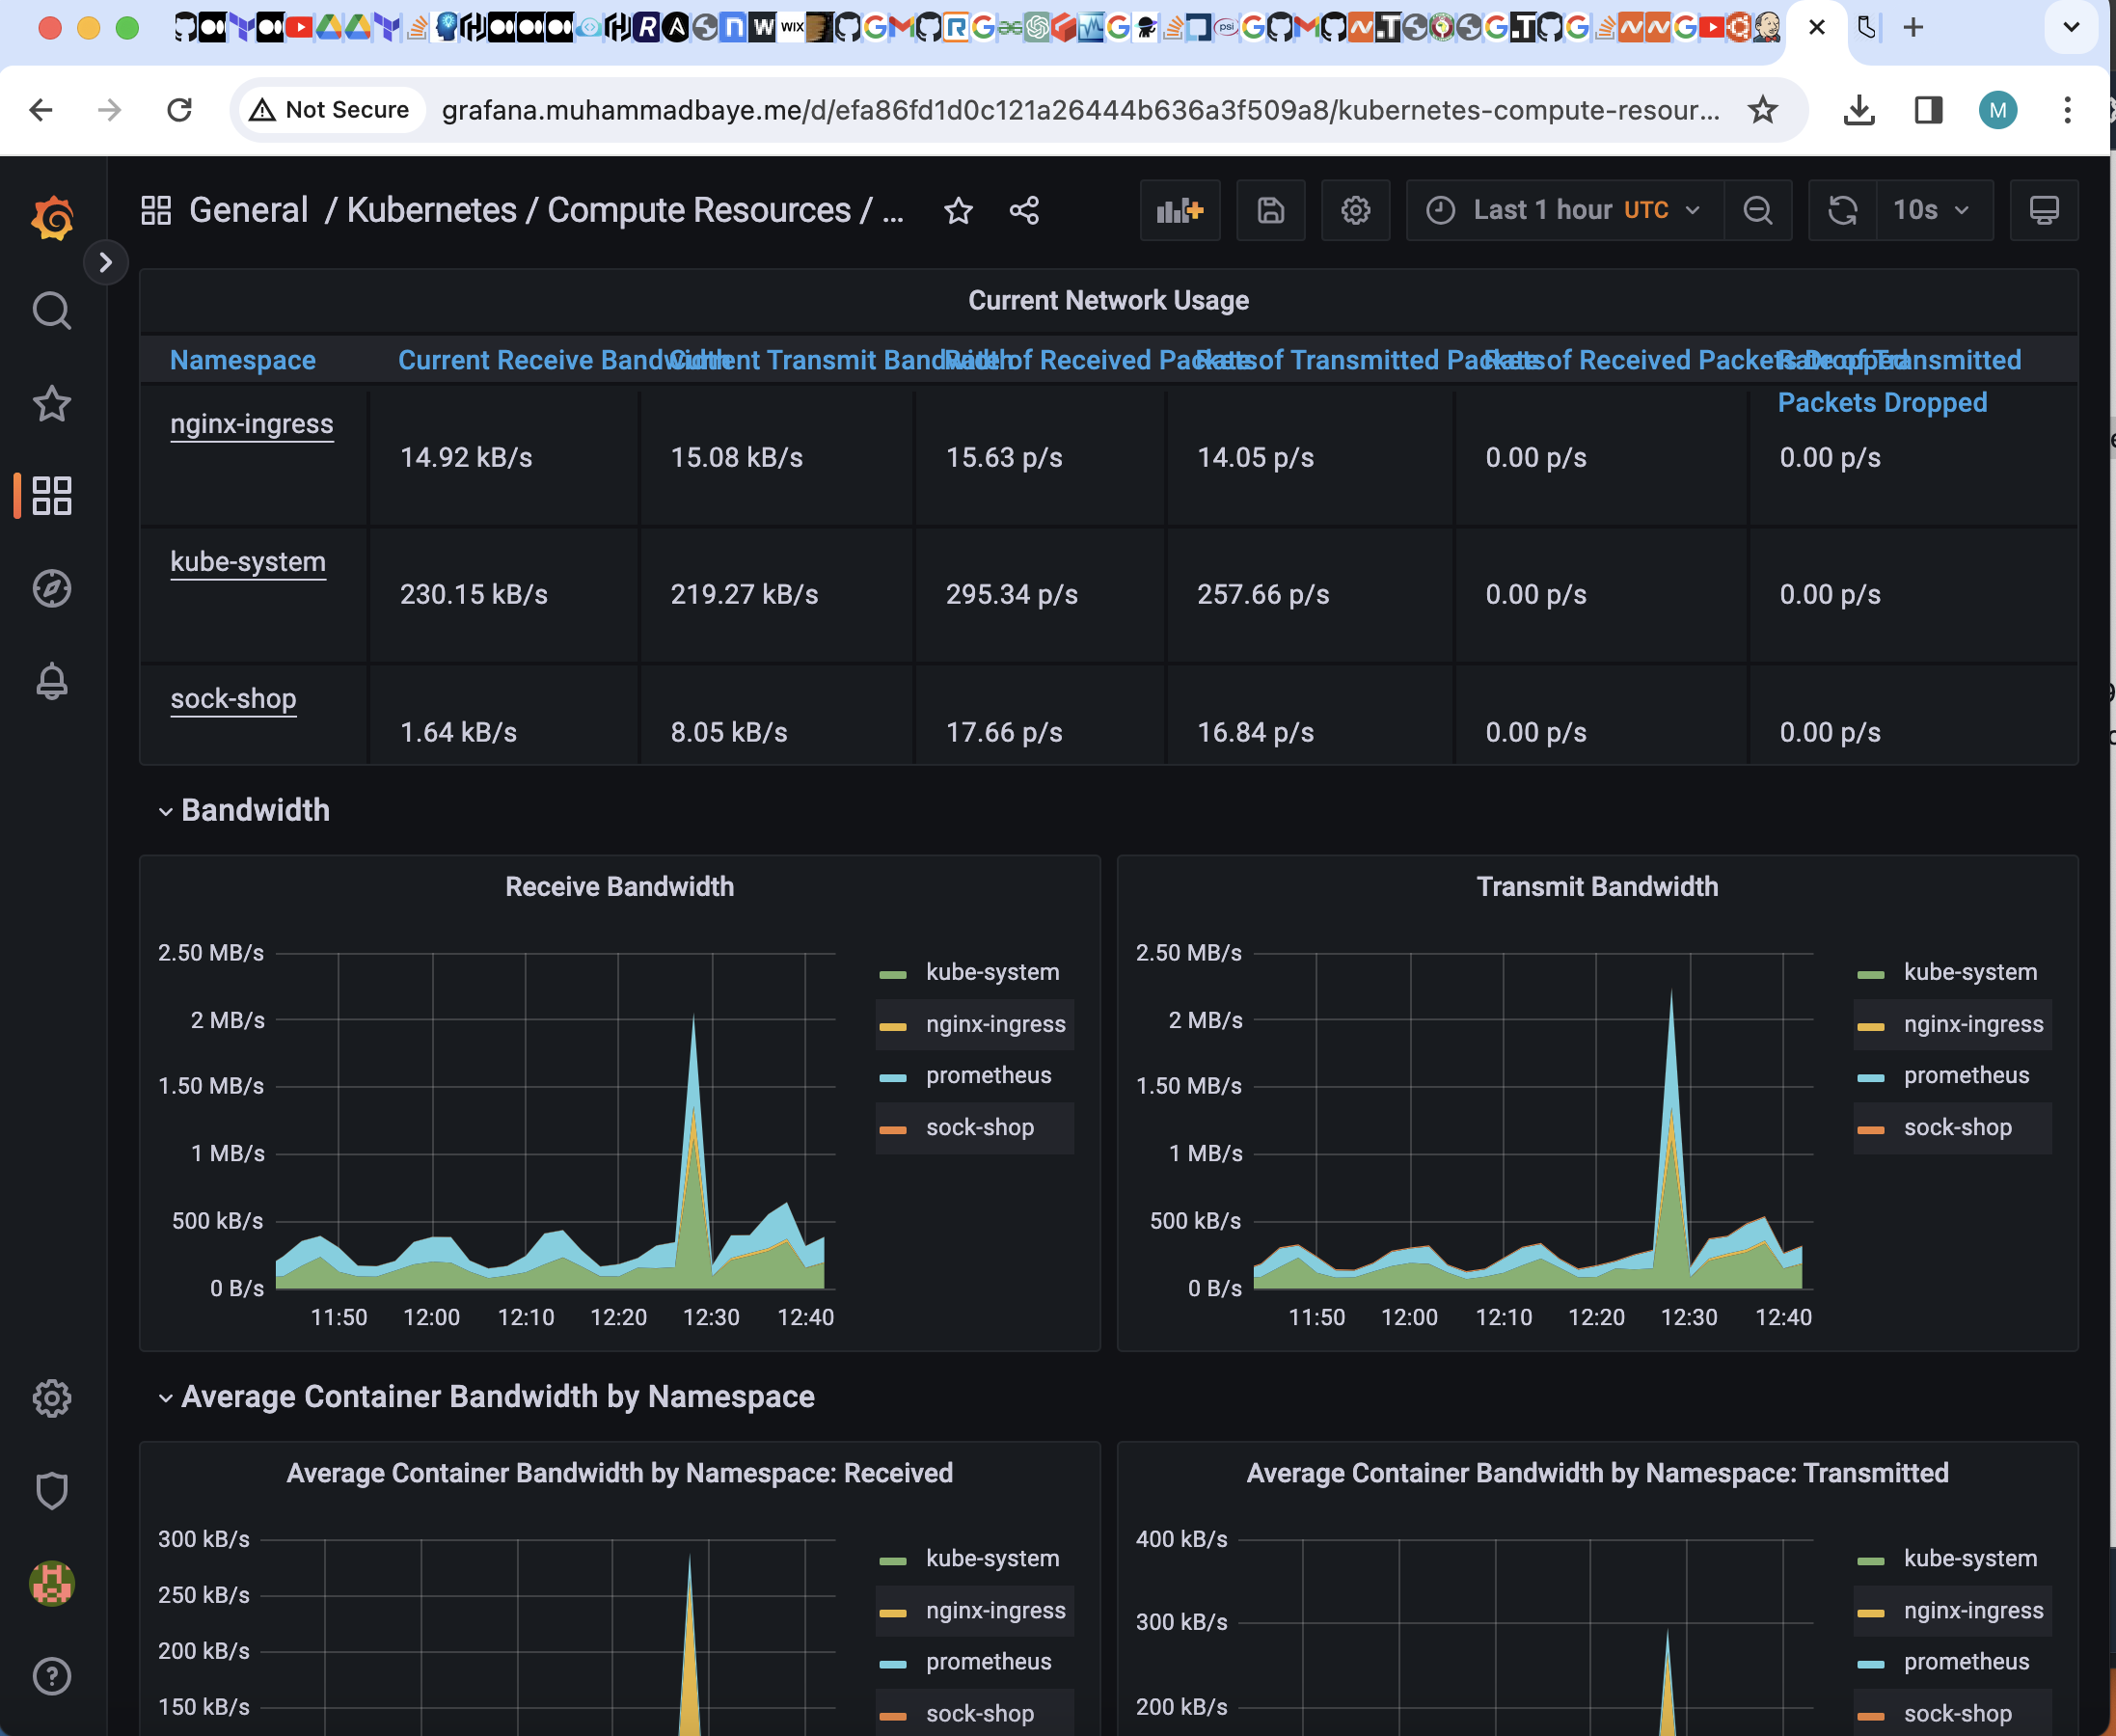 Not Secure grafana.muhammadbaye.me/d/efa86fd1d0c121a26444b636a3f509a8/kubernetes-compute-resour...
M
General / Kubernetes / Compute Resources / ...
Last 1 hour UTC
10s
Current Network Usage
Namespace Current Receive Bandwidth Current Transmit Bandwidth Rate of Received Packets Rate of Transmitted Packets Rate of Received Packets Dropped Rate of Transmitted
Packets Dropped
nginx-ingress 14.92 kB/s 15.08 kB/s 15.63 p/s 14.05 p/s 0.00 p/s 0.00 p/s
kube-system 230.15 kB/s 219.27 kB/s 295.34 p/s 257.66 p/s 0.00 p/s 0.00 p/s
sock-shop 1.64 kB/s 8.05 kB/s 17.66 p/s 16.84 p/s 0.00 p/s 0.00 p/s
Bandwidth
Receive Bandwidth
2.50 MB/s
2 MB/s
1.50 MB/s
1 MB/s
500 kB/s
0 B/s
11:50 12:00 12:10 12:20 12:30 12:40
kube-system
nginx-ingress
prometheus
sock-shop
Transmit Bandwidth
2.50 MB/s
2 MB/s
1.50 MB/s
1 MB/s
500 kB/s
0 B/s
11:50 12:00 12:10 12:20 12:30 12:40
kube-system
nginx-ingress
prometheus
sock-shop
Average Container Bandwidth by Namespace
Average Container Bandwidth by Namespace: Received
300 kB/s
250 kB/s
200 kB/s
150 kB/s
kube-system
nginx-ingress
prometheus
sock-shop
Average Container Bandwidth by Namespace: Transmitted
400 kB/s
300 kB/s
200 kB/s
kube-system
nginx-ingress
prometheus
sock-shop